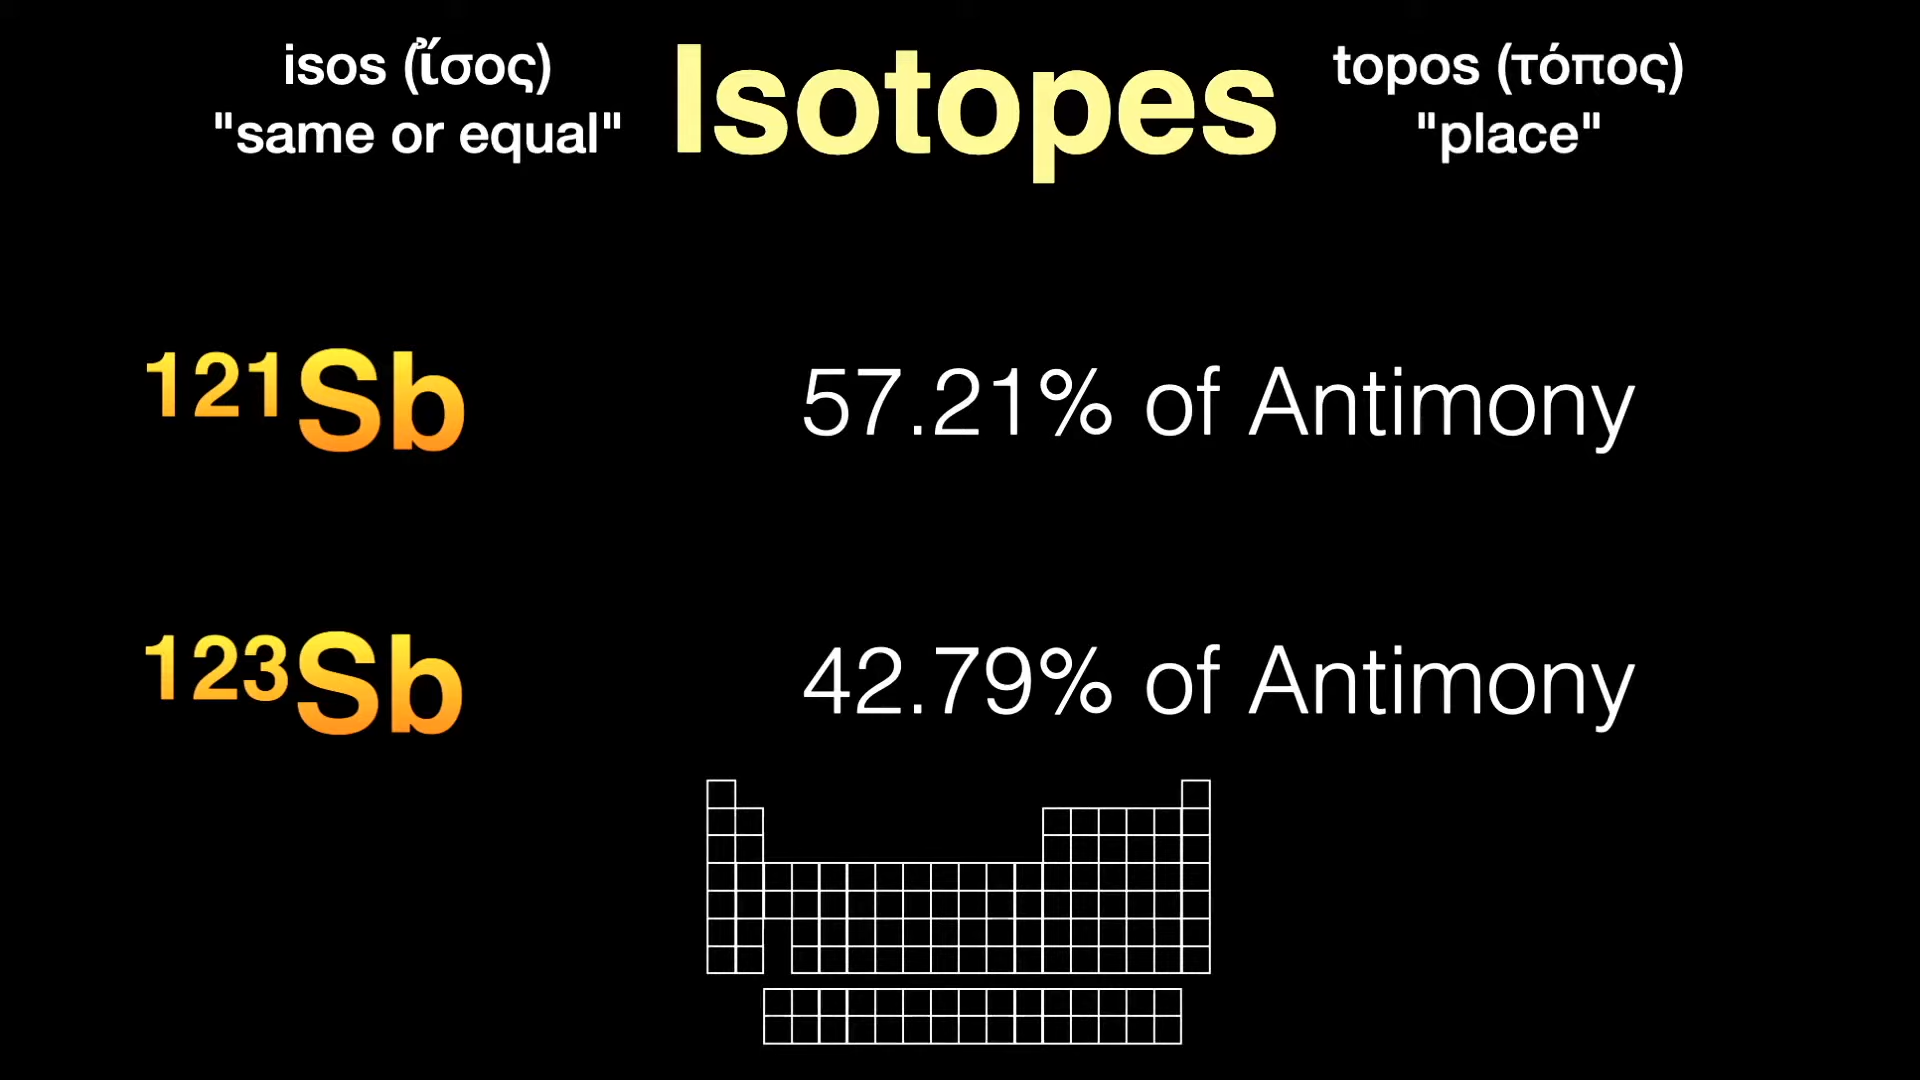 isos (ἴσος)
"same or equal"
Isotopes
topos (τόπος)
"place"
¹²¹Sb
57.21% of Antimony
¹²³Sb
42.79% of Antimony